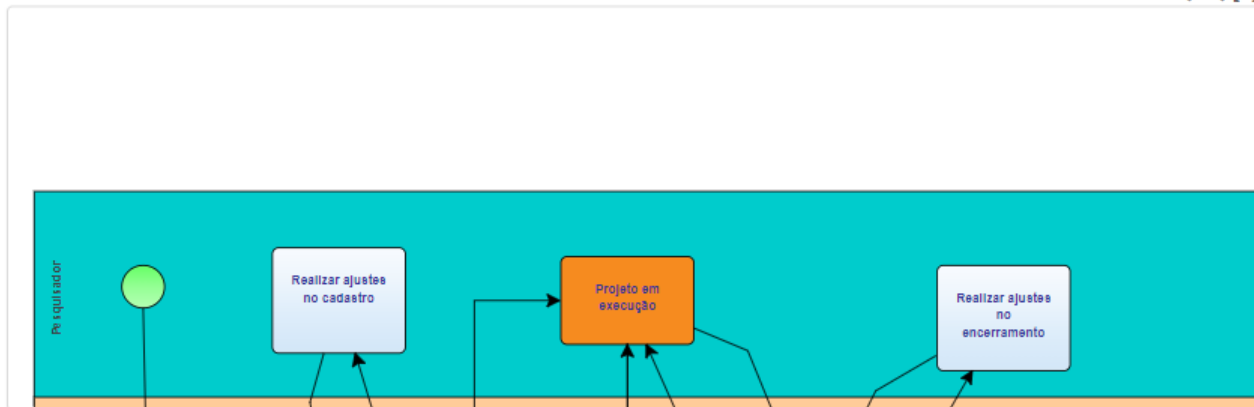 Pesquisador
Realizar ajustes
no cadastro
Projeto em
execução
Realizar ajustes
no
encerramento